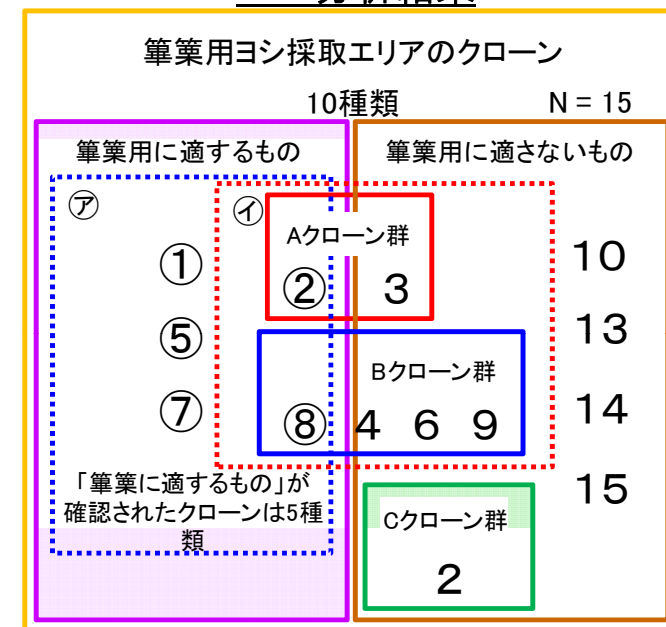 篳篥用ヨシ採取エリアのクローン
10種類 N = 15
篳篥用に適するもの
篳篥用に適さないもの
㋐
㋑
Aクローン群
① ② 3 10
⑤ 13
Bクローン群
⑦ ⑧ 4 6 9 14
「篳篥に適するもの」が
確認されたクローンは5種
類
15
Cクローン群
2